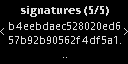 signatures (5/5)
< b4eebdaec528020ed6 >
57b92b90562f4df5a1.
..